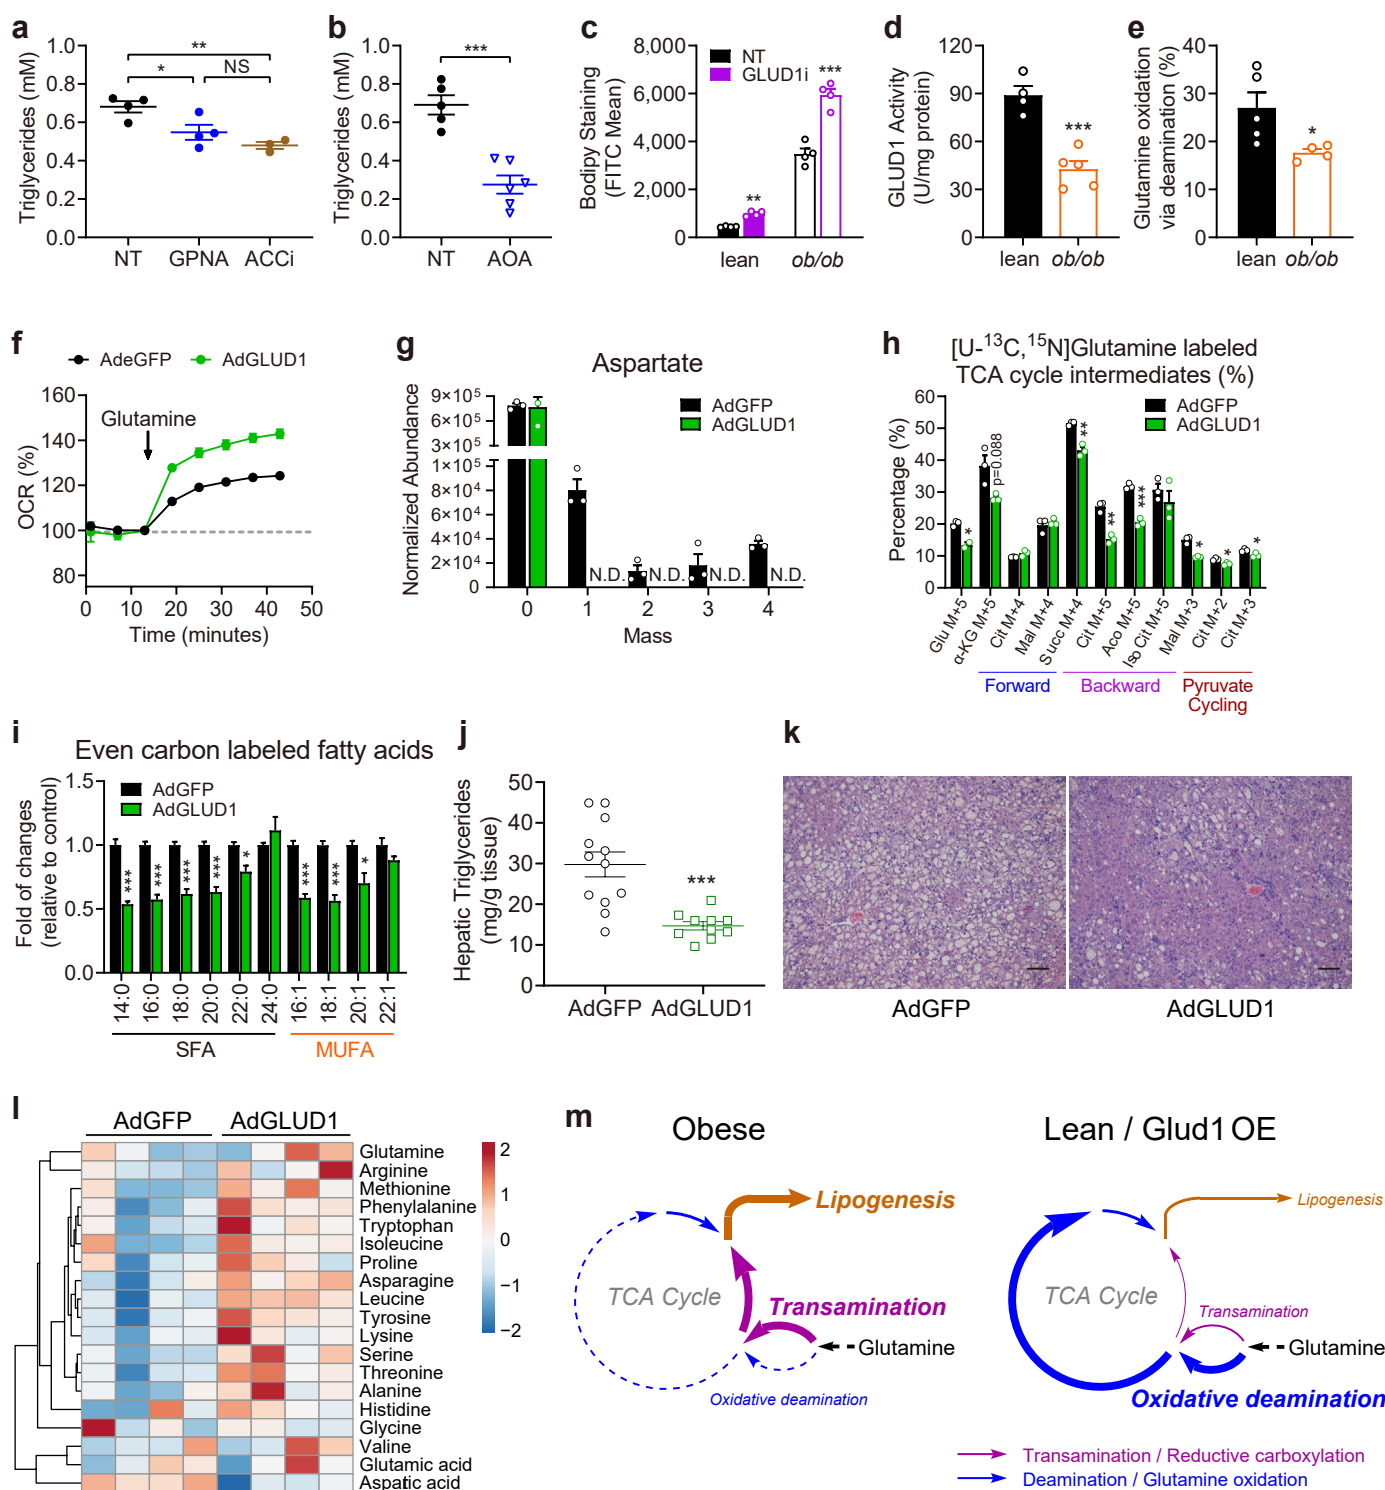 a
Triglycerides (mM)
1.0
0.8
0.6
0.4
0.2
0.0
**
*
NS
NT
GPNA
ACCi
b
Triglycerides (mM)
1.0
0.8
0.6
0.4
0.2
0.0
***
NT
AOA
c
Bodipy Staining
(FITC Mean)
8,000
6,000
4,000
2,000
0
NT
GLUD1i
**
***
lean
ob/ob
d
GLUD1 Activity
(U/mg protein)
120
90
60
30
0
***
lean
ob/ob
e
Glutamine oxidation
via deamination (%)
40
30
20
10
0
*
lean
ob/ob
f
AdeGFP
AdGLUD1
OCR (%)
160
140
120
100
80
Glutamine
0
10
20
30
40
50
Time (minutes)
g
Aspartate
Normalized Abundance
9×10⁵
6×10⁵
3×10⁵
1×10⁵
8×10⁴
6×10⁴
4×10⁴
2×10⁴
0
AdGFP
AdGLUD1
N.D.
N.D.
N.D.
N.D.
0
1
2
3
4
Mass
h
[U-¹³C,¹⁵N]Glutamine labeled
TCA cycle intermediates (%)
Percentage (%)
60
50
40
30
20
10
0
AdGFP
AdGLUD1
*
p=0.088
**
**
***
*
*
*
Glu M+5
α-KG M+5
Cit M+4
Mal M+4
Succ M+4
Cit M+5
Aco M+5
Iso Cit M+5
Mal M+3
Cit M+2
Cit M+3
Forward
Backward
Pyruvate
Cycling
i
Even carbon labeled fatty acids
Fold of changes
(relative to control)
1.5
1.0
0.5
0.0
AdGFP
AdGLUD1
***
***
***
***
*
***
***
*
14:0
16:0
18:0
20:0
22:0
24:0
16:1
18:1
20:1
22:1
SFA
MUFA
j
Hepatic Triglycerides
(mg/g tissue)
50
40
30
20
10
0
***
AdGFP
AdGLUD1
k
AdGFP
AdGLUD1
l
AdGFP
AdGLUD1
Glutamine
Arginine
Methionine
Phenylalanine
Tryptophan
Isoleucine
Proline
Asparagine
Leucine
Tyrosine
Lysine
Serine
Threonine
Alanine
Histidine
Glycine
Valine
Glutamic acid
Aspatic acid
2
1
0
−1
−2
m
Obese
Lipogenesis
TCA Cycle
Transamination
Glutamine
Oxidative deamination
Lean / Glud1 OE
Lipogenesis
TCA Cycle
Transamination
Glutamine
Oxidative deamination
Transamination / Reductive carboxylation
Deamination / Glutamine oxidation